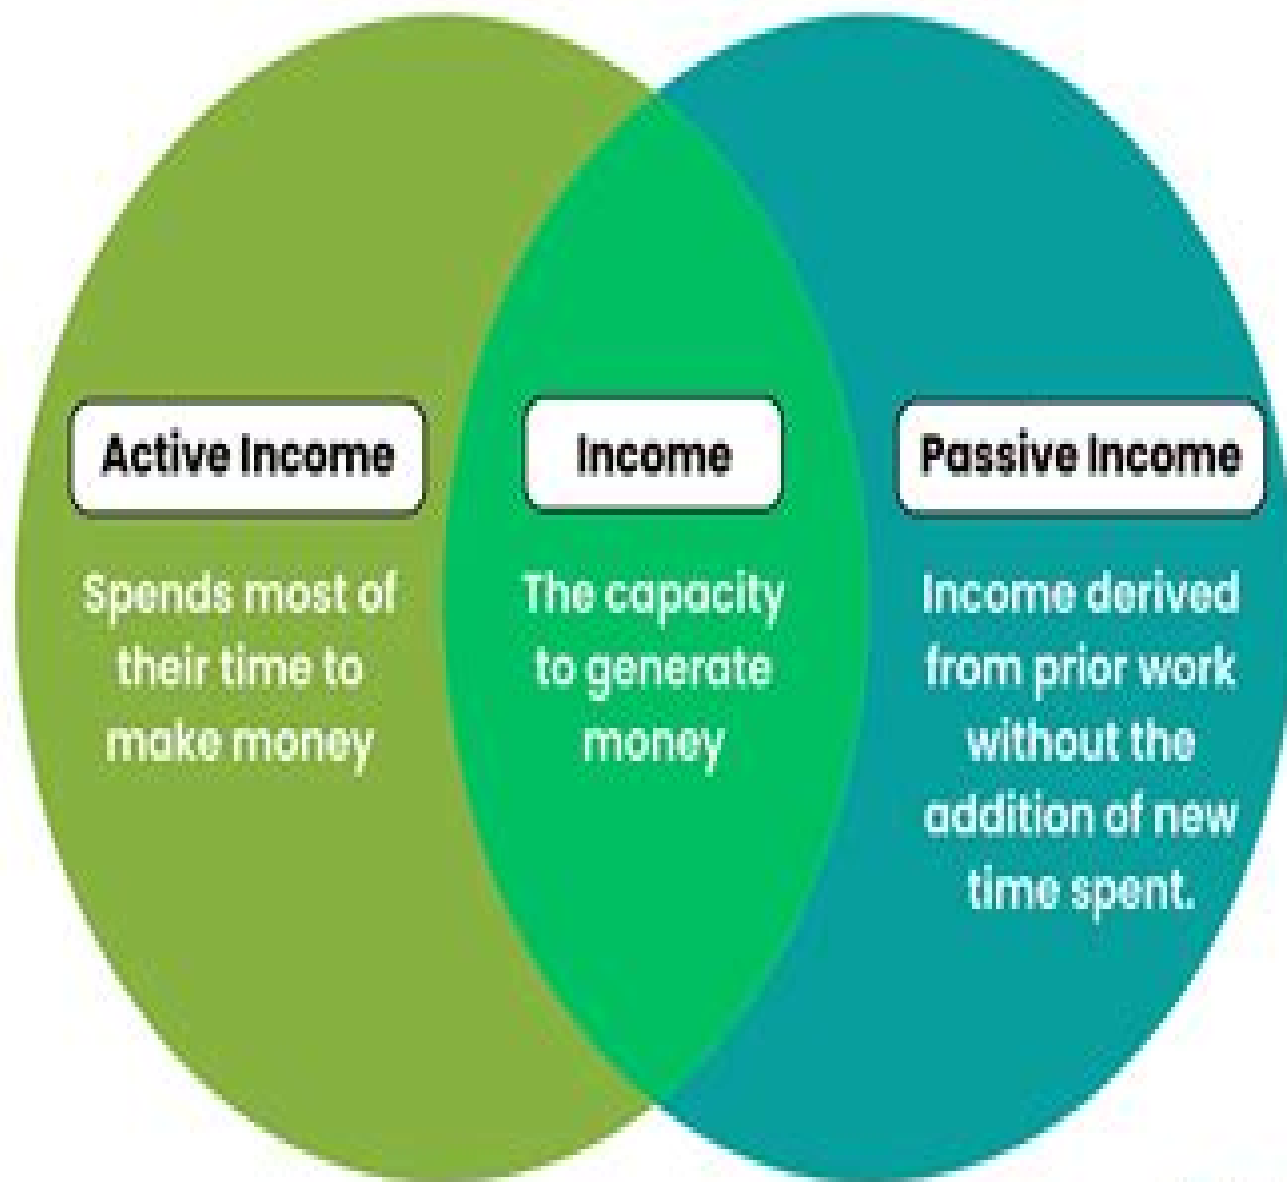 Active Income
Spends most of
their time to
make money
Income
The capacity
to generate
money
Passive Income
Income derived
from prior work
without the
addition of new
time spent.